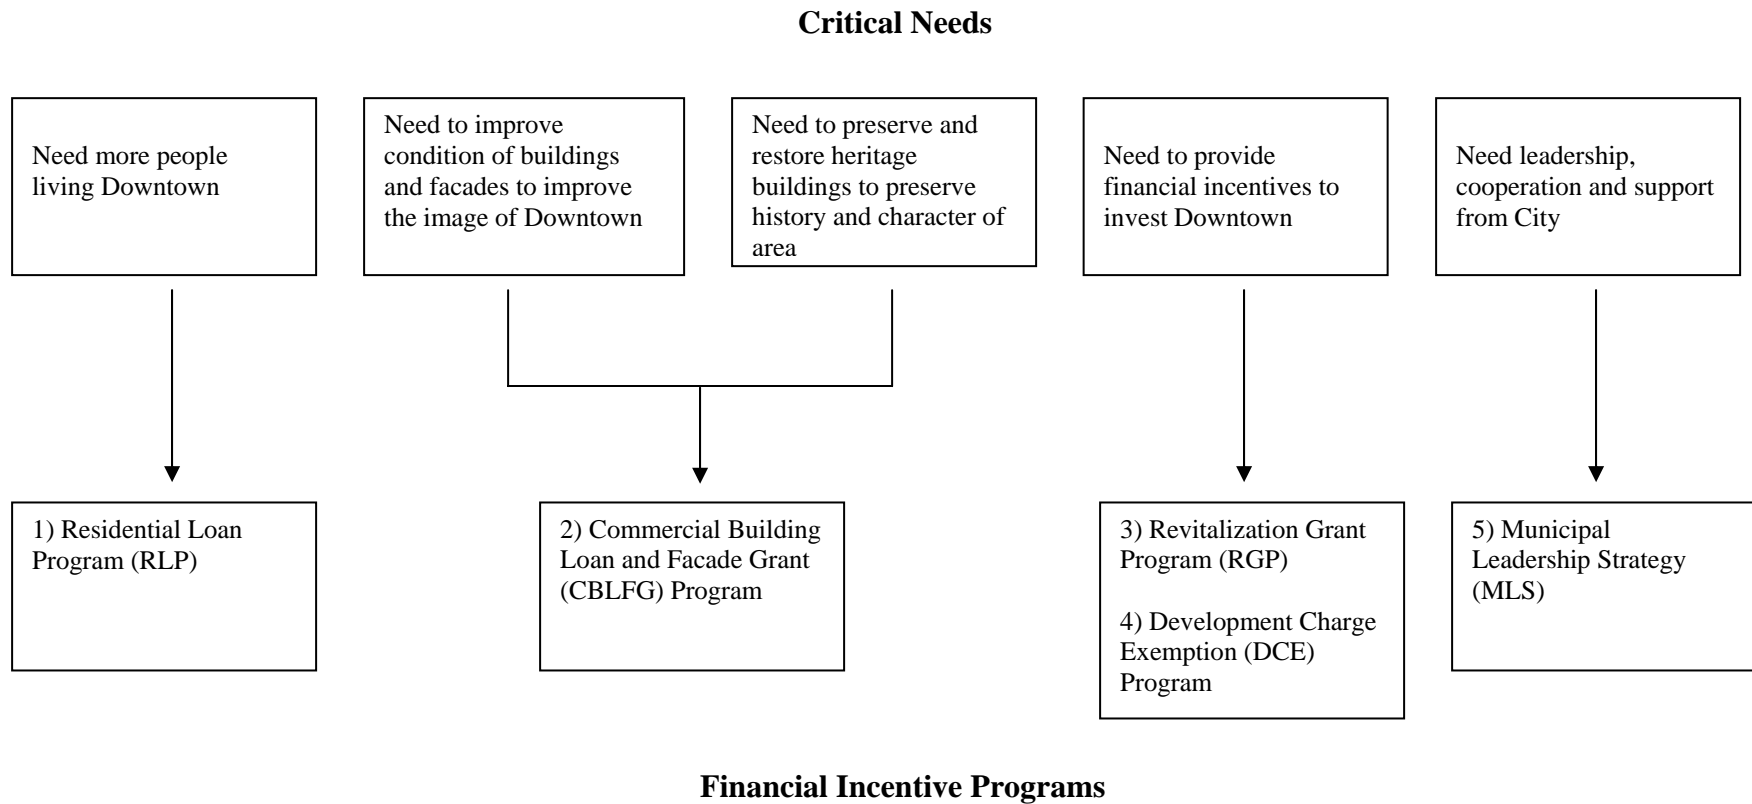 Critical Needs
Need more people
living Downtown
Need to improve
condition of buildings
and facades to improve
the image of Downtown
Need to preserve and
restore heritage
buildings to preserve
history and character of
area
Need to provide
financial incentives to
invest Downtown
Need leadership,
cooperation and support
from City
1) Residential Loan
Program (RLP)
2) Commercial Building
Loan and Facade Grant
(CBLFG) Program
3) Revitalization Grant
Program (RGP)
4) Development Charge
Exemption (DCE)
Program
5) Municipal
Leadership Strategy
(MLS)
Financial Incentive Programs